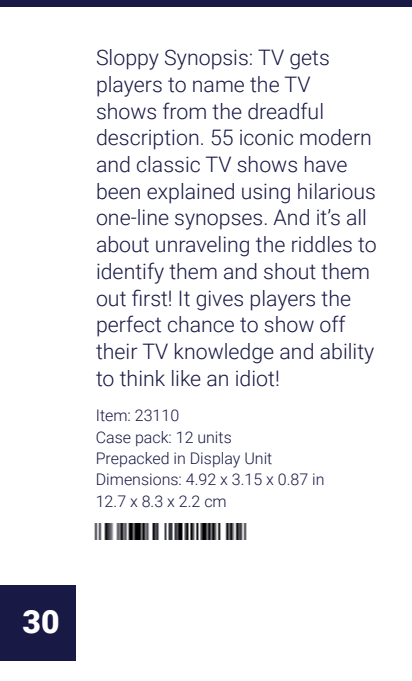 Sloppy Synopsis: TV gets
players to name the TV
shows from the dreadful
description. 55 iconic modern
and classic TV shows have
been explained using hilarious
one-line synopses. And it’s all
about unraveling the riddles to
identify them and shout them
out first! It gives players the
perfect chance to show off
their TV knowledge and ability
to think like an idiot!
Item: 23110
Case pack: 12 units
Prepacked in Display Unit
Dimensions: 4.92 x 3.15 x 0.87 in
12.7 x 8.3 x 2.2 cm
30